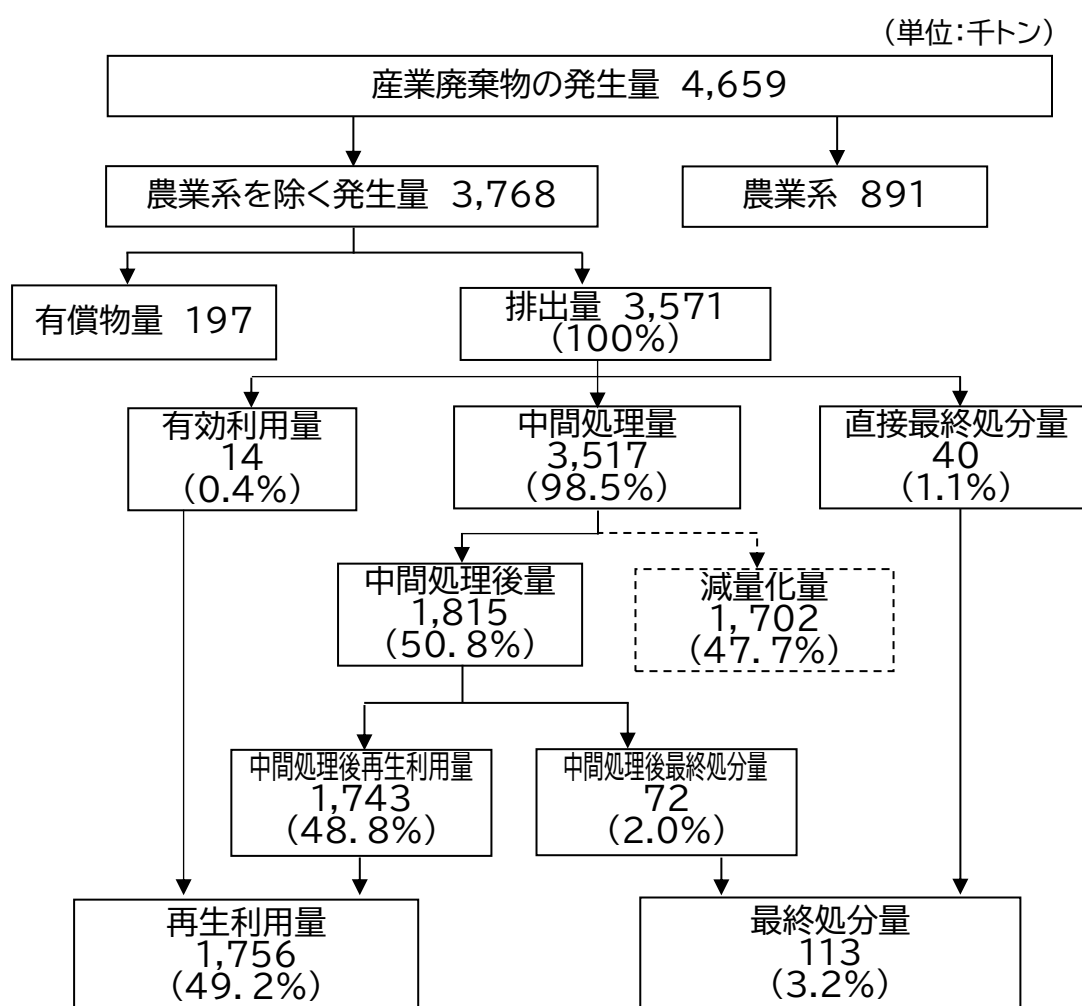 (単位:千トン)
産業廃棄物の発生量 4,659
農業系を除く発生量 3,768
農業系 891
有償物量 197
排出量 3,571
(100%)
有効利用量
14
(0.4%)
中間処理量
3,517
(98.5%)
直接最終処分量
40
(1.1%)
中間処理後量
1,815
(50.8%)
減量化量
1,702
(47.7%)
中間処理後再生利用量
1,743
(48.8%)
中間処理後最終処分量
72
(2.0%)
再生利用量
1,756
(49.2%)
最終処分量
113
(3.2%)